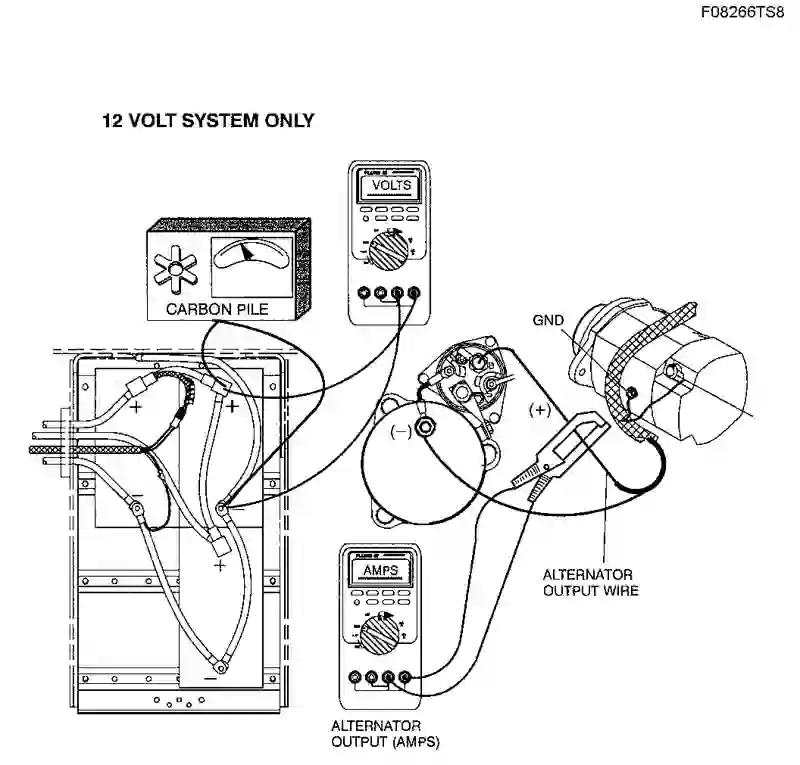 F08266TS8
12 VOLT SYSTEM ONLY
VOLTS
CARBON PILE
GND
+
+
(+)
(−)
−
−
+
−
AMPS
ALTERNATOR
OUTPUT WIRE
ALTERNATOR
OUTPUT (AMPS)